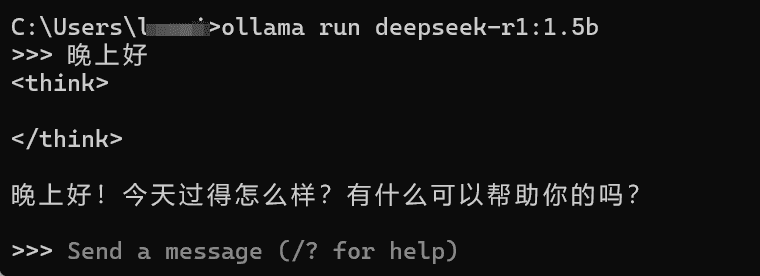 C:\Users\l>ollama run deepseek-r1:1.5b
>>> 晚上好
<think>
</think>
晚上好！今天过得怎么样？有什么可以帮助你的吗？
>>> Send a message (/? for help)